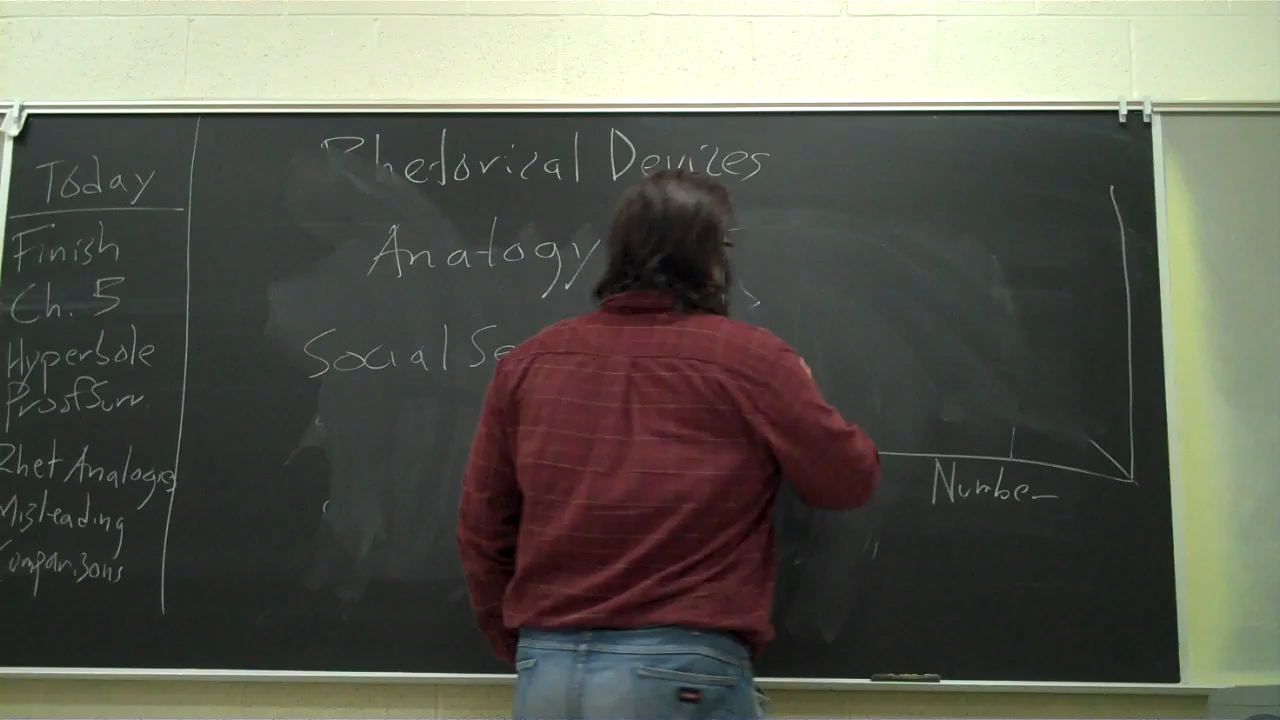 Today
Finish
Ch. 5
Hyperbole
Proof Surr.
Rhet Analogies
Misleading
Comparisons
Rhetorical Devices
Analogy
Social Se
Number